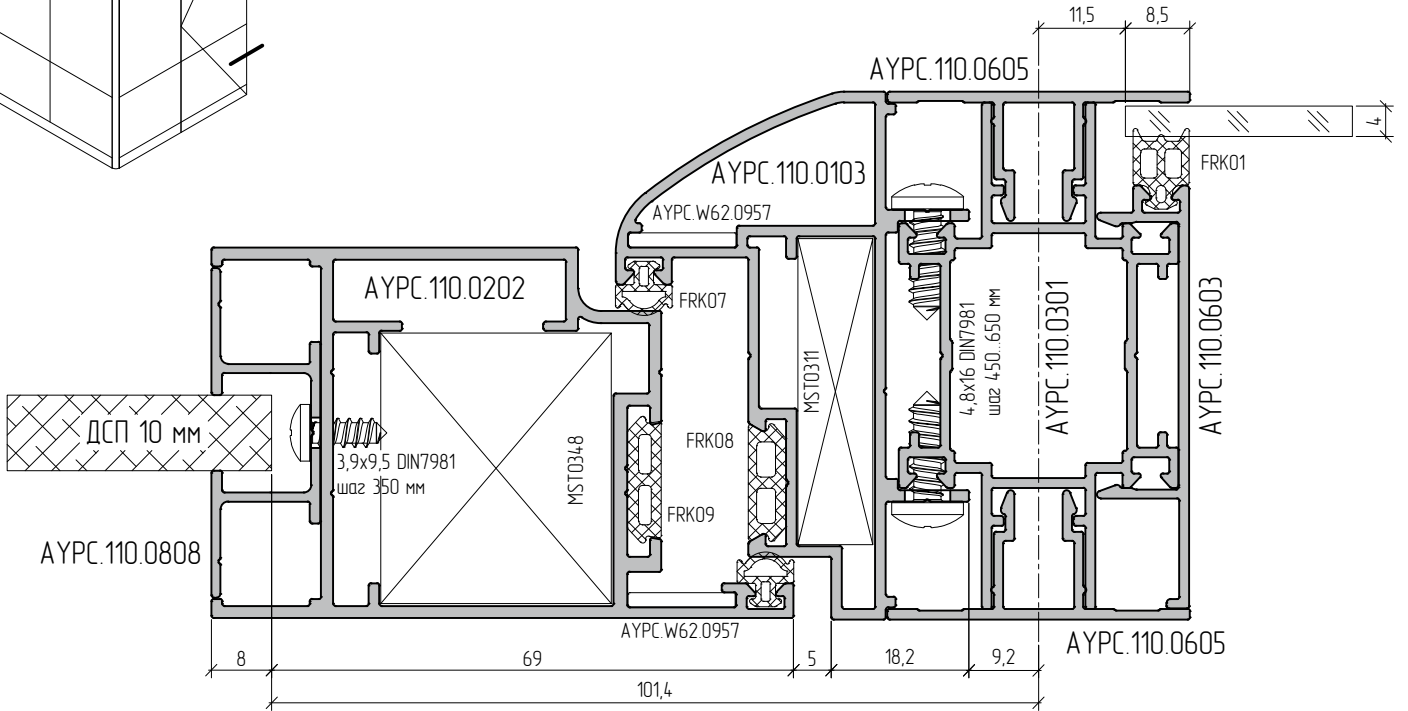 11,5
8,5
AYPC.110.0605
4
FRK01
AYPC.110.0103
AYPC.W62.0957
AYPC.110.0202
FRK07
MST0311
4,8x16 DIN7981
шаг 450..650 мм
AYPC.110.0301
AYPC.110.0603
ДСП 10 мм
3,9x9,5 DIN7981
шаг 350 мм
MST0348
FRK08
FRK09
AYPC.110.0808
AYPC.W62.0957
AYPC.110.0605
8
69
5
18,2
9,2
101,4